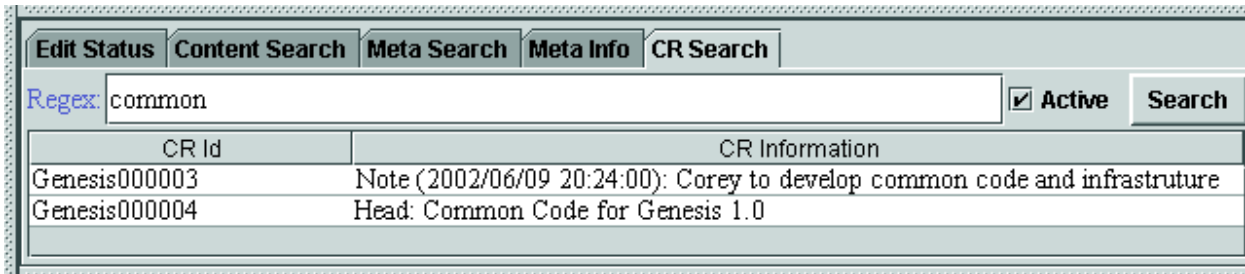 Edit Status Content Search Meta Search Meta Info CR Search
Regex: common Active Search
CR Id CR Information
Genesis000003 Note (2002/06/09 20:24:00): Corey to develop common code and infrastruture
Genesis000004 Head: Common Code for Genesis 1.0